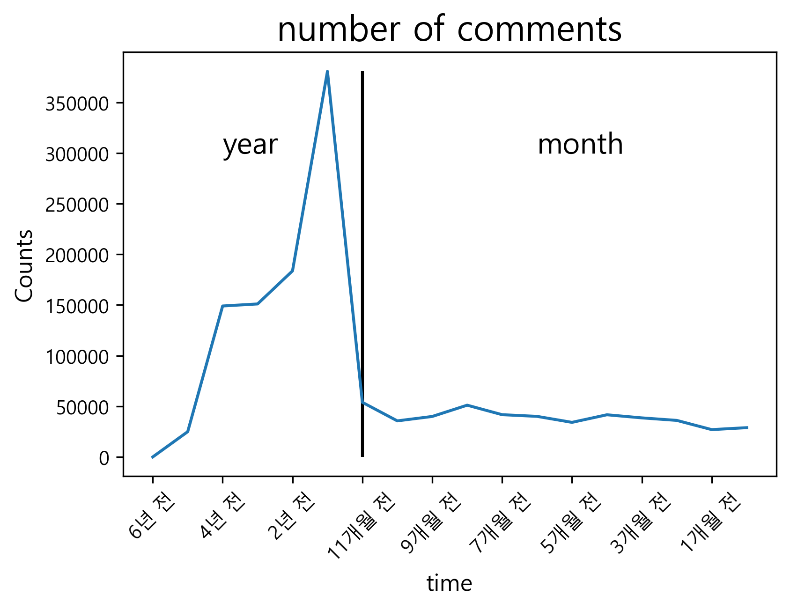 number of comments
year
month
Counts
350000
300000
250000
200000
150000
100000
50000
0
6년 전
4년 전
2년 전
11개월 전
9개월 전
7개월 전
5개월 전
3개월 전
1개월 전
time